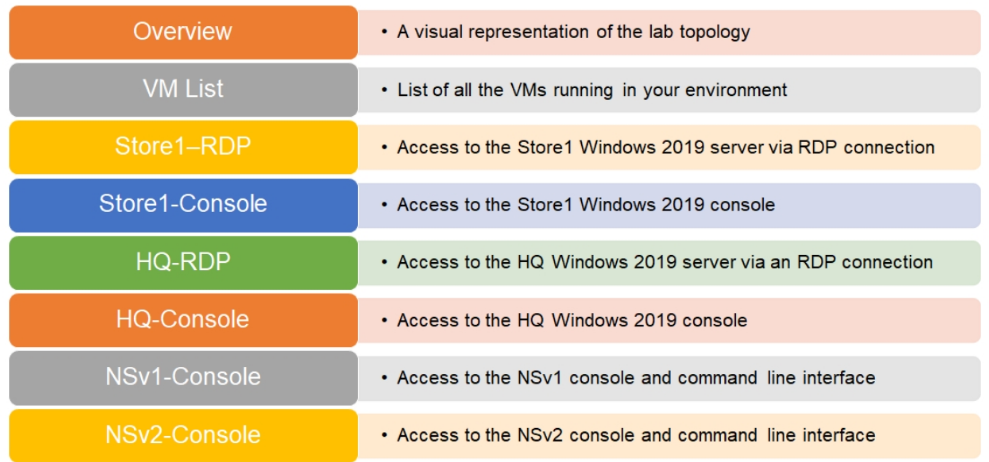 Overview
• A visual representation of the lab topology
VM List
• List of all the VMs running in your environment
Store1–RDP
• Access to the Store1 Windows 2019 server via RDP connection
Store1-Console
• Access to the Store1 Windows 2019 console
HQ-RDP
• Access to the HQ Windows 2019 server via an RDP connection
HQ-Console
• Access to the HQ Windows 2019 console
NSv1-Console
• Access to the NSv1 console and command line interface
NSv2-Console
• Access to the NSv2 console and command line interface